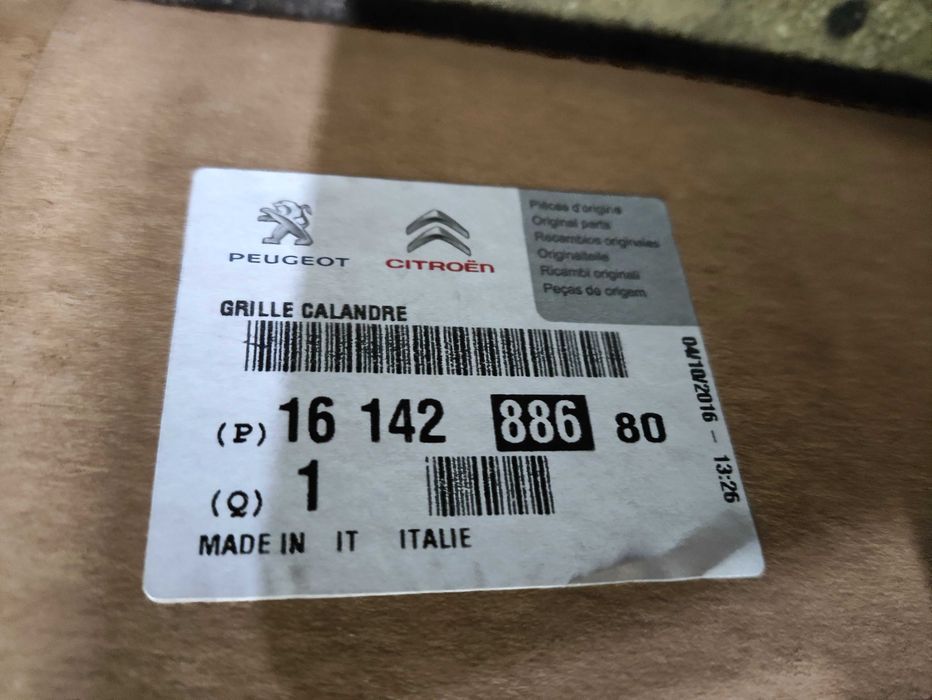 PEUGEOT
CITROËN
Pièces d'origine
Original parts
Recambios originales
Originalteile
Ricambi originali
Peças de origem
GRILLE CALANDRE
(P) 16 142 886 80
(Q) 1
MADE IN IT ITALIE
04/10/2016 - 13:26